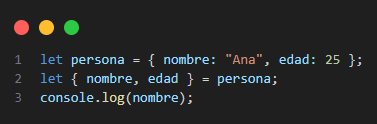 1 let persona = { nombre: "Ana", edad: 25 };
2 let { nombre, edad } = persona;
3 console.log(nombre);